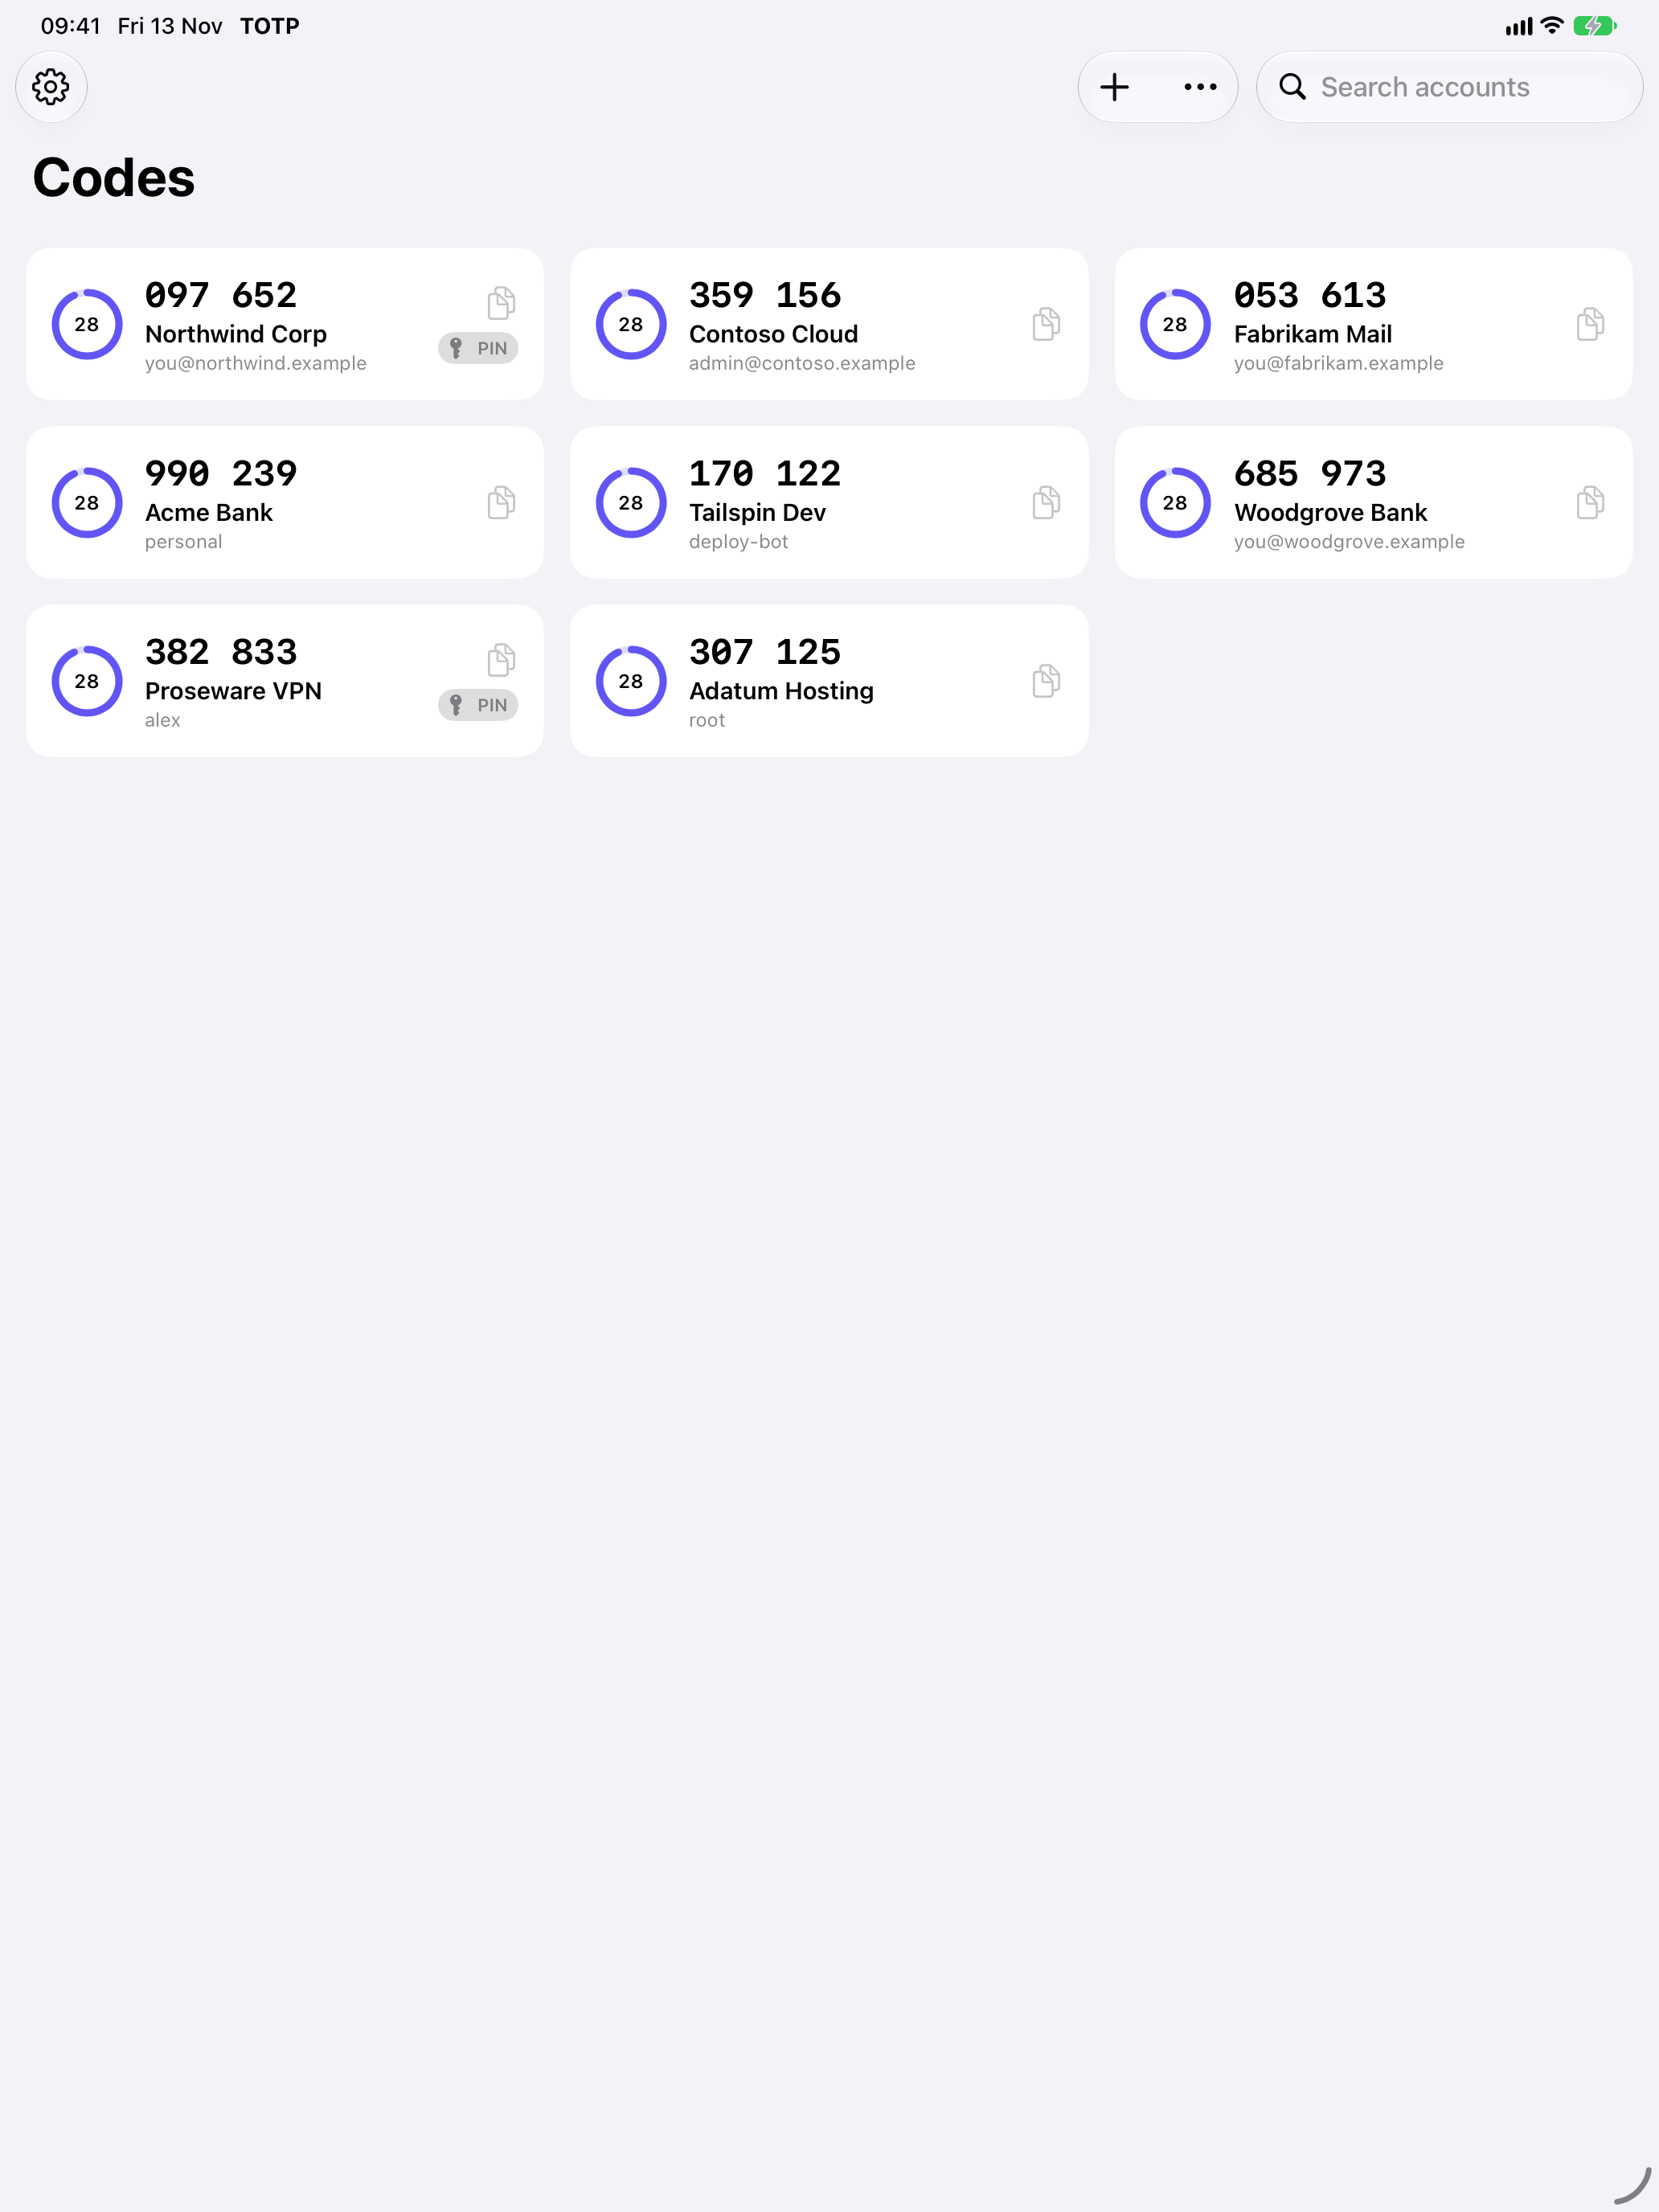 09:41 Fri 13 Nov TOTP
Search accounts
Codes
28
097 652
Northwind Corp
you@northwind.example
PIN
28
359 156
Contoso Cloud
admin@contoso.example
28
053 613
Fabrikam Mail
you@fabrikam.example
28
990 239
Acme Bank
personal
28
170 122
Tailspin Dev
deploy-bot
28
685 973
Woodgrove Bank
you@woodgrove.example
28
382 833
Proseware VPN
alex
PIN
28
307 125
Adatum Hosting
root